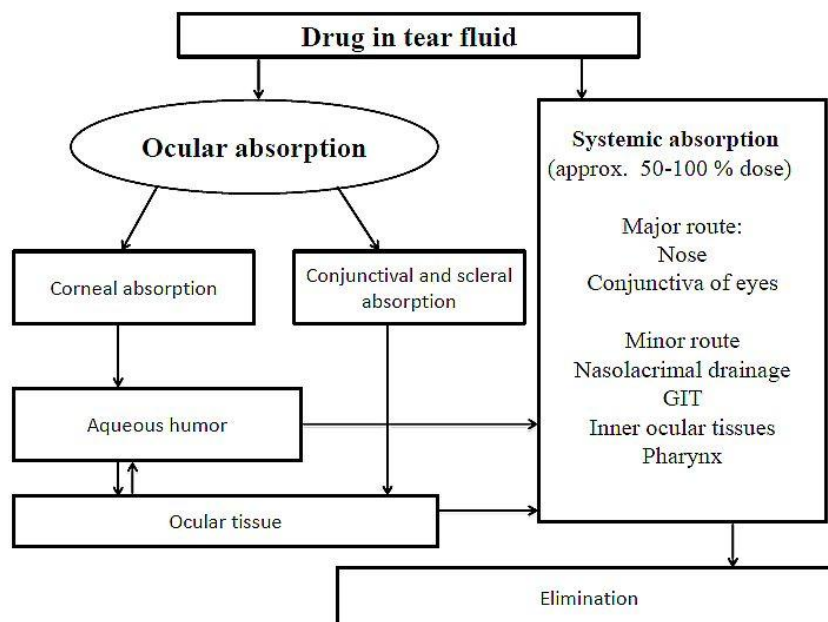 Drug in tear fluid
Ocular absorption
Systemic absorption
(approx. 50-100 % dose)
Major route:
Nose
Conjunctiva of eyes
Minor route
Nasolacrimal drainage
GIT
Inner ocular tissues
Pharynx
Corneal absorption
Conjunctival and scleral
absorption
Aqueous humor
Ocular tissue
Elimination